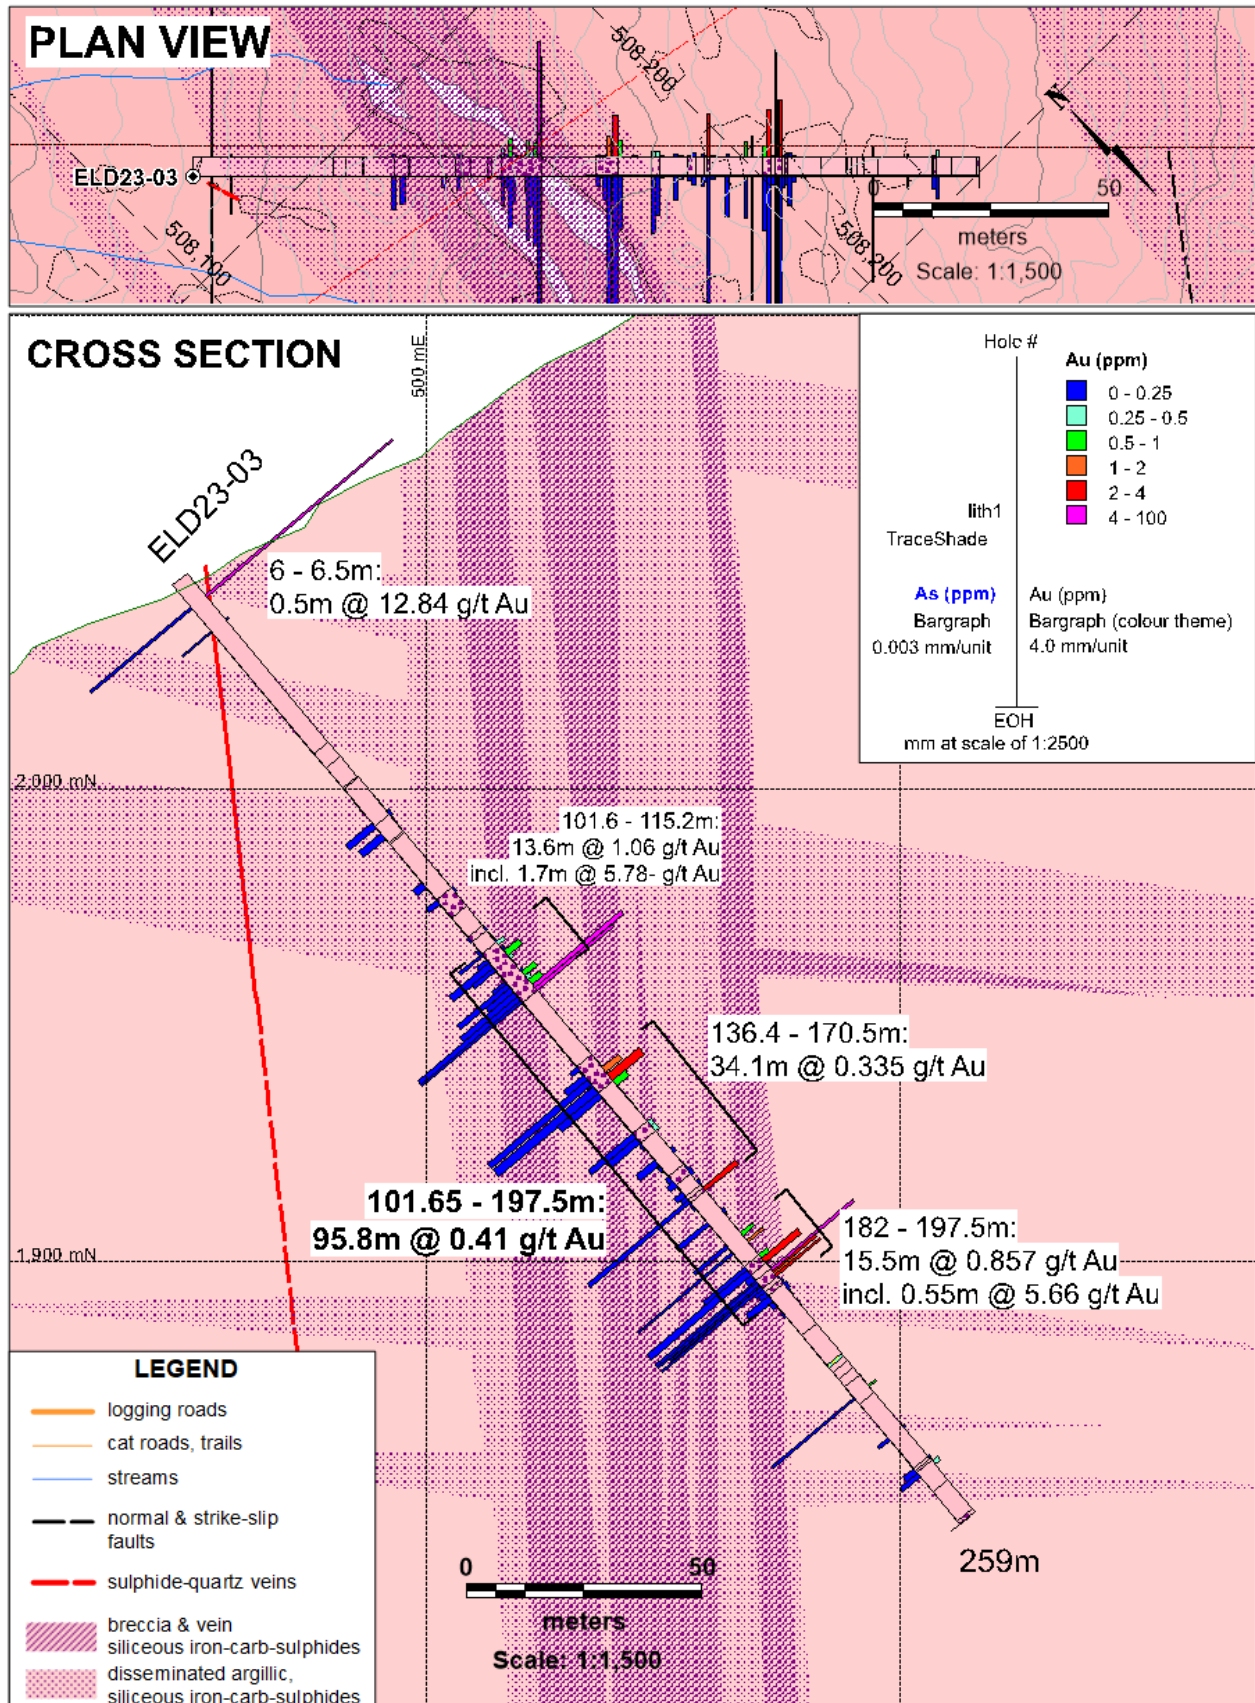 PLAN VIEW
508,200
ELD23-03
508,100
508,200
0 50
meters
Scale: 1:1,500
CROSS SECTION
500 mE
ELD23-03
6 - 6.5m:
0.5m @ 12.84 g/t Au
Hole #
Au (ppm)
0 - 0.25
0.25 - 0.5
0.5 - 1
1 - 2
2 - 4
4 - 100
lith1
TraceShade
As (ppm) Au (ppm)
Bargraph Bargraph (colour theme)
0.003 mm/unit 4.0 mm/unit
EOH
mm at scale of 1:2500
2,000 mN
101.6 - 115.2m:
13.6m @ 1.06 g/t Au
incl. 1.7m @ 5.78- g/t Au
136.4 - 170.5m:
34.1m @ 0.335 g/t Au
101.65 - 197.5m:
95.8m @ 0.41 g/t Au
182 - 197.5m:
15.5m @ 0.857 g/t Au
incl. 0.55m @ 5.66 g/t Au
1,900 mN
259m
LEGEND
logging roads
cat roads, trails
streams
normal & strike-slip
faults
sulphide-quartz veins
breccia & vein
siliceous iron-carb-sulphides
disseminated argillic,
siliceous iron-carb-sulphides
0 50
meters
Scale: 1:1,500